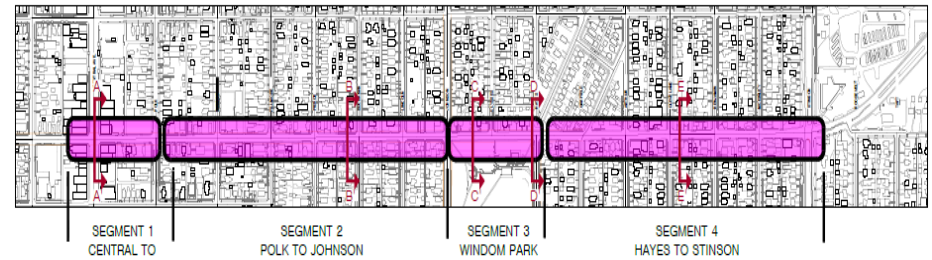 A
B
C
D
E
A
B
C
D
E
SEGMENT 1
CENTRAL TO
SEGMENT 2
POLK TO JOHNSON
SEGMENT 3
WINDOM PARK
SEGMENT 4
HAYES TO STINSON